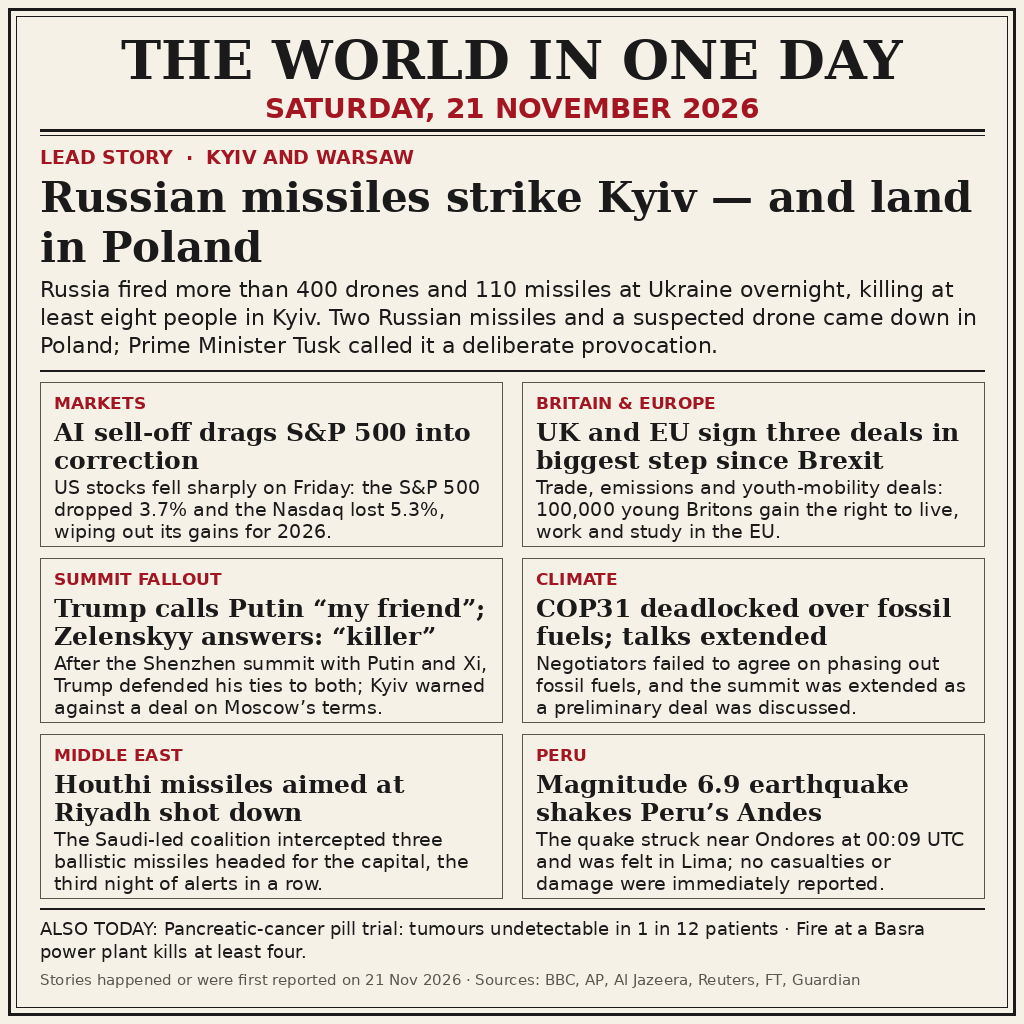 THE WORLD IN ONE DAY
SATURDAY, 21 NOVEMBER 2026
LEAD STORY · KYIV AND WARSAW
Russian missiles strike Kyiv — and land
in Poland
Russia fired more than 400 drones and 110 missiles at Ukraine overnight, killing at
least eight people in Kyiv. Two Russian missiles and a suspected drone came down in
Poland; Prime Minister Tusk called it a deliberate provocation.
MARKETS
AI sell-off drags S&P 500 into
correction
US stocks fell sharply on Friday: the S&P 500
dropped 3.7% and the Nasdaq lost 5.3%,
wiping out its gains for 2026.
BRITAIN & EUROPE
UK and EU sign three deals in
biggest step since Brexit
Trade, emissions and youth-mobility deals:
100,000 young Britons gain the right to live,
work and study in the EU.
SUMMIT FALLOUT
Trump calls Putin “my friend”;
Zelenskyy answers: “killer”
After the Shenzhen summit with Putin and Xi,
Trump defended his ties to both; Kyiv warned
against a deal on Moscow’s terms.
CLIMATE
COP31 deadlocked over fossil
fuels; talks extended
Negotiators failed to agree on phasing out
fossil fuels, and the summit was extended as
a preliminary deal was discussed.
MIDDLE EAST
Houthi missiles aimed at
Riyadh shot down
The Saudi-led coalition intercepted three
ballistic missiles headed for the capital, the
third night of alerts in a row.
PERU
Magnitude 6.9 earthquake
shakes Peru’s Andes
The quake struck near Ondores at 00:09 UTC
and was felt in Lima; no casualties or
damage were immediately reported.
ALSO TODAY: Pancreatic-cancer pill trial: tumours undetectable in 1 in 12 patients · Fire at a Basra
power plant kills at least four.
Stories happened or were first reported on 21 Nov 2026 · Sources: BBC, AP, Al Jazeera, Reuters, FT, Guardian